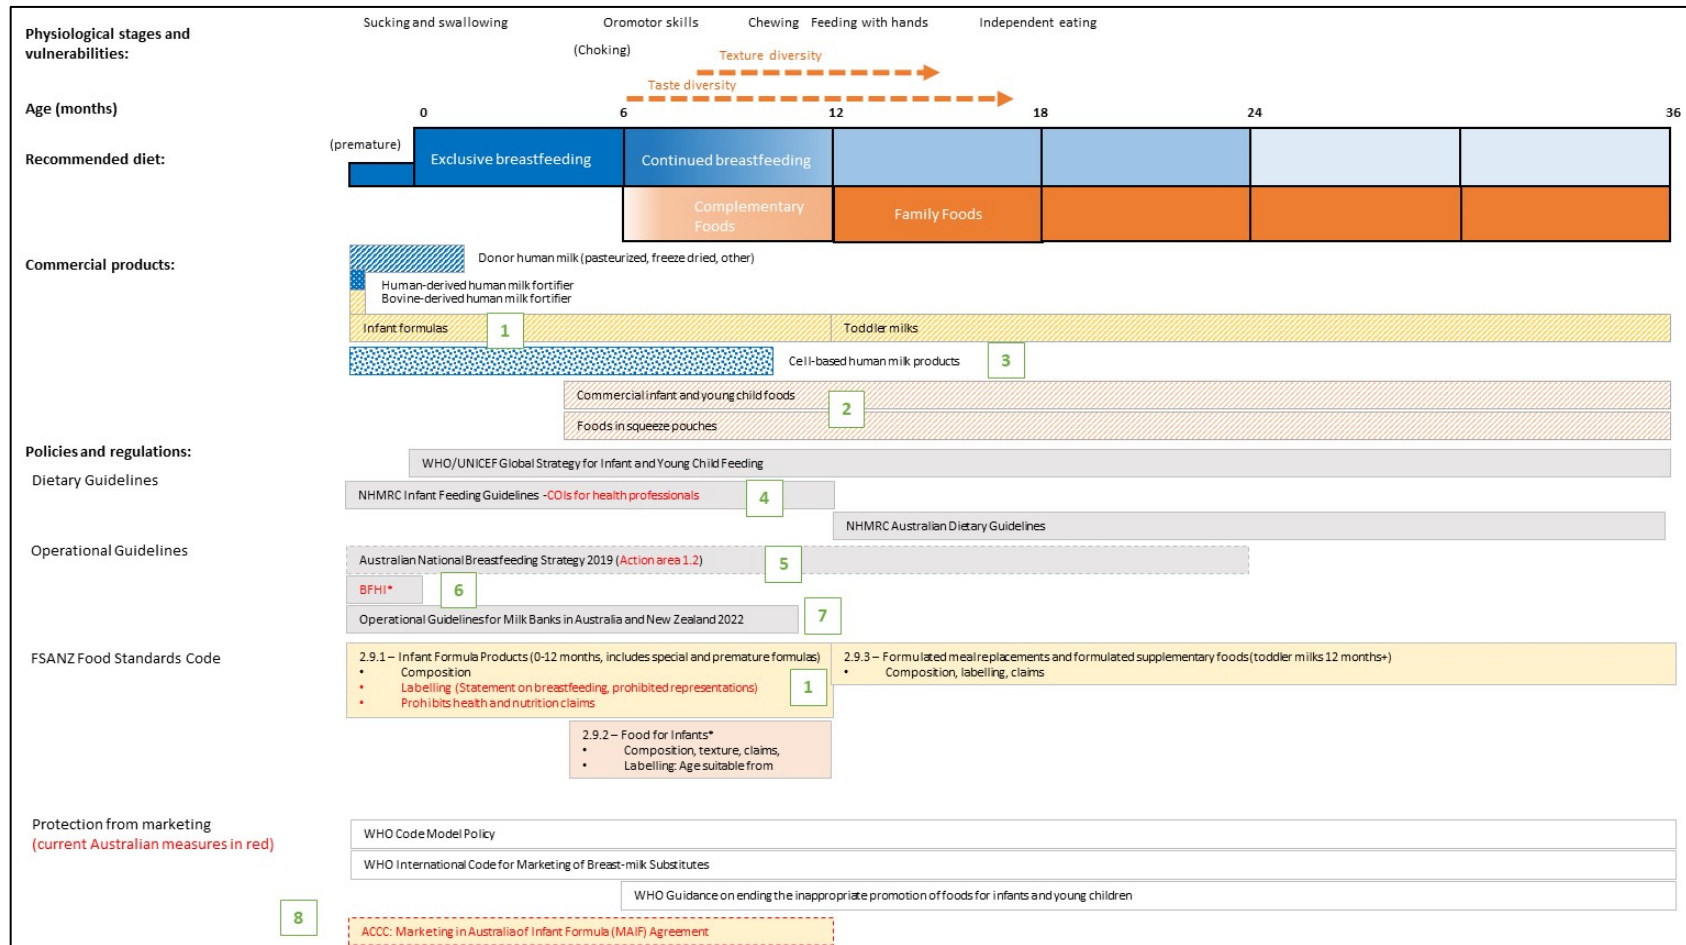 Physiological stages and
vulnerabilities:
Sucking and swallowing
Oromotor skills
Chewing
Feeding with hands
Independent eating
(Choking)
Texture diversity
Taste diversity
Age (months)
0
6
12
18
24
36
Recommended diet:
(premature)
Exclusive breastfeeding
Continued breastfeeding
Complementary
Foods
Family Foods
Commercial products:
Donor human milk (pasteurized, freeze dried, other)
Human-derived human milk fortifier
Bovine-derived human milk fortifier
Infant formulas
1
Toddler milks
Cell-based human milk products
3
Commercial infant and young child foods
2
Foods in squeeze pouches
Policies and regulations:
WHO/UNICEF Global Strategy for Infant and Young Child Feeding
Dietary Guidelines
NHMRC Infant Feeding Guidelines -COIs for health professionals
4
NHMRC Australian Dietary Guidelines
Operational Guidelines
Australian National Breastfeeding Strategy 2019 (Action area 1.2)
5
BFHI*
6
Operational Guidelines for Milk Banks in Australia and New Zealand 2022
7
FSANZ Food Standards Code
2.9.1 – Infant Formula Products (0-12 months, includes special and premature formulas)
• Composition
• Labelling (Statement on breastfeeding, prohibited representations)
• Prohibits health and nutrition claims
1
2.9.3 – Formulated meal replacements and formulated supplementary foods (toddler milks 12 months+)
• Composition, labelling, claims
2.9.2 – Food for Infants*
• Composition, texture, claims,
• Labelling: Age suitable from
Protection from marketing
(current Australian measures in red)
WHO Code Model Policy
WHO International Code for Marketing of Breast-milk Substitutes
WHO Guidance on ending the inappropriate promotion of foods for infants and young children
8
ACCC: Marketing in Australia of Infant Formula (MAIF) Agreement